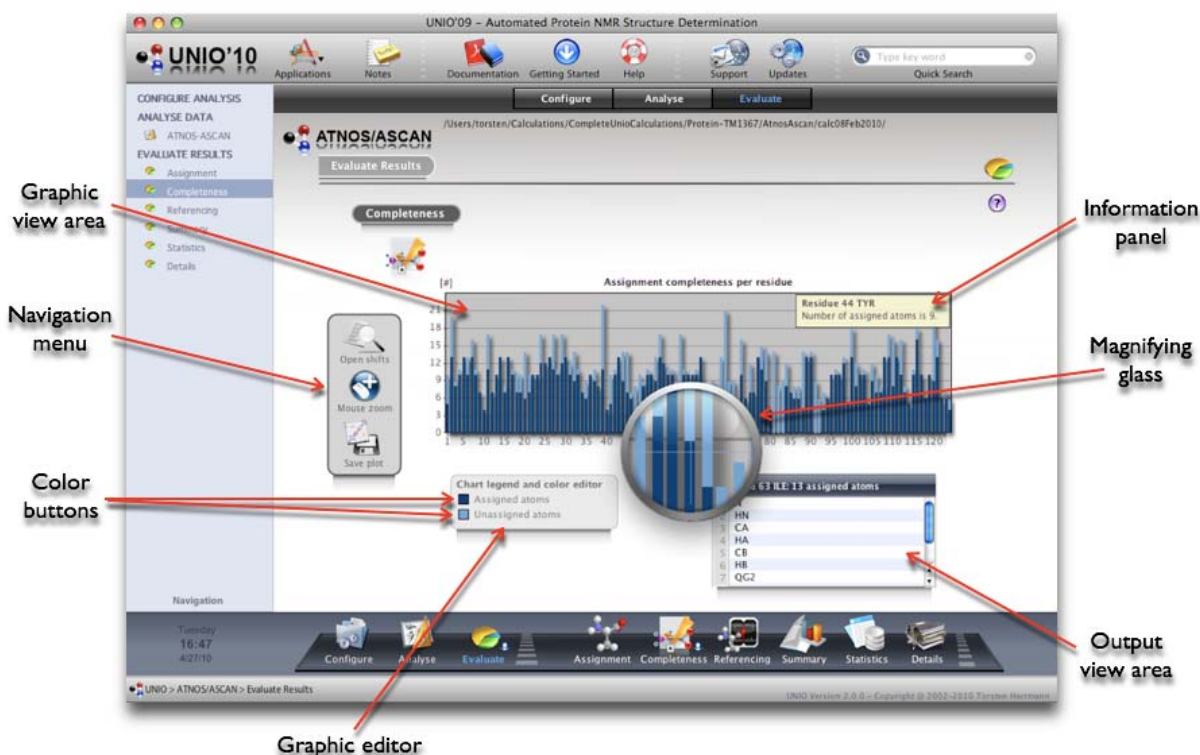 UNIO'09 – Automated Protein NMR Structure Determination
UNIO'10
Applications
Notes
Documentation
Getting Started
Help
Support
Updates
Type key word
Quick Search
CONFIGURE ANALYSIS
ANALYSE DATA
ATNOS-ASCAN
EVALUATE RESULTS
Assignment
Completeness
Referencing
Summary
Statistics
Details
Navigation
Configure
Analyse
Evaluate
ATNOS/ASCAN
/Users/torsten/Calculations/CompleteUnioCalculations/Protein-TM1367/AtnosAscan/calc08Feb2010/
Evaluate Results
?
Completeness
Graphic
view area
Navigation
menu
Color
buttons
Information
panel
Magnifying
glass
Output
view area
Graphic editor
Open shifts
Mouse zoom
Save plot
[#]
Assignment completeness per residue
Residue 44 TYR
Number of assigned atoms is 9.
21
18
15
12
9
6
3
0
1 5 10 15 20 25 30 35 40 80 85 90 95 100 105 110 115 120
Chart legend and color editor
Assigned atoms
Unassigned atoms
63 ILE: 13 assigned atoms
HN
3 CA
4 HA
5 CB
6 HB
7 QG2
Tuesday
16:47
4/27/10
Configure
Analyse
Evaluate
Assignment
Completeness
Referencing
Summary
Statistics
Details
UNIO > ATNOS/ASCAN > Evaluate Results
UNIO Version 2.0.0 – Copyright @ 2002-2010 Torsten Herrmann